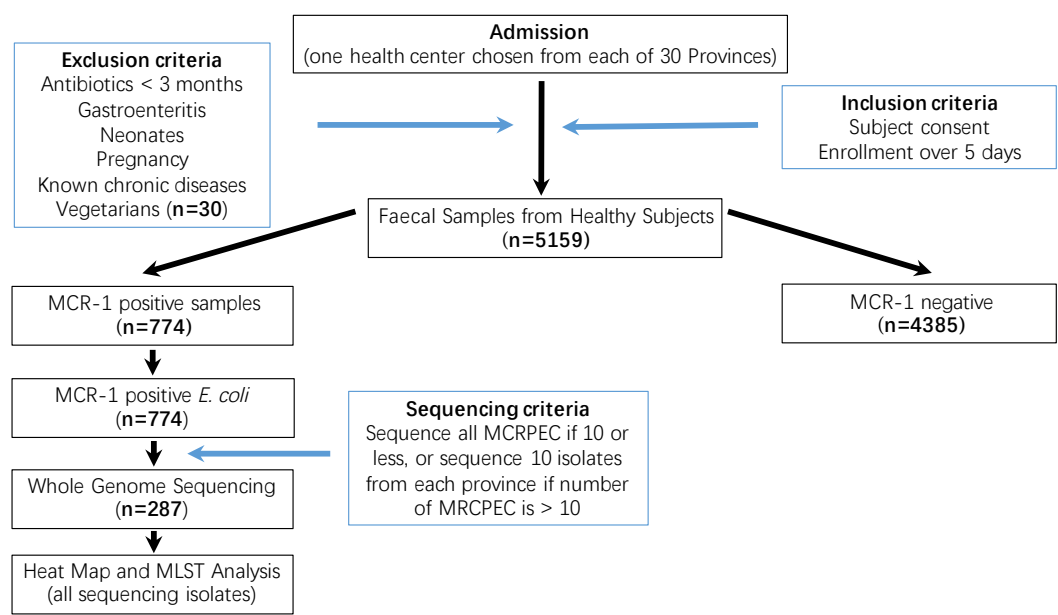 Admission
(one health center chosen from each of 30 Provinces)
Exclusion criteria
Antibiotics < 3 months
Gastroenteritis
Neonates
Pregnancy
Known chronic diseases
Vegetarians (n=30)
Inclusion criteria
Subject consent
Enrollment over 5 days
Faecal Samples from Healthy Subjects
(n=5159)
MCR-1 positive samples
(n=774)
MCR-1 negative
(n=4385)
MCR-1 positive E. coli
(n=774)
Sequencing criteria
Sequence all MCRPEC if 10 or
less, or sequence 10 isolates
from each province if number
of MRCPEC is > 10
Whole Genome Sequencing
(n=287)
Heat Map and MLST Analysis
(all sequencing isolates)